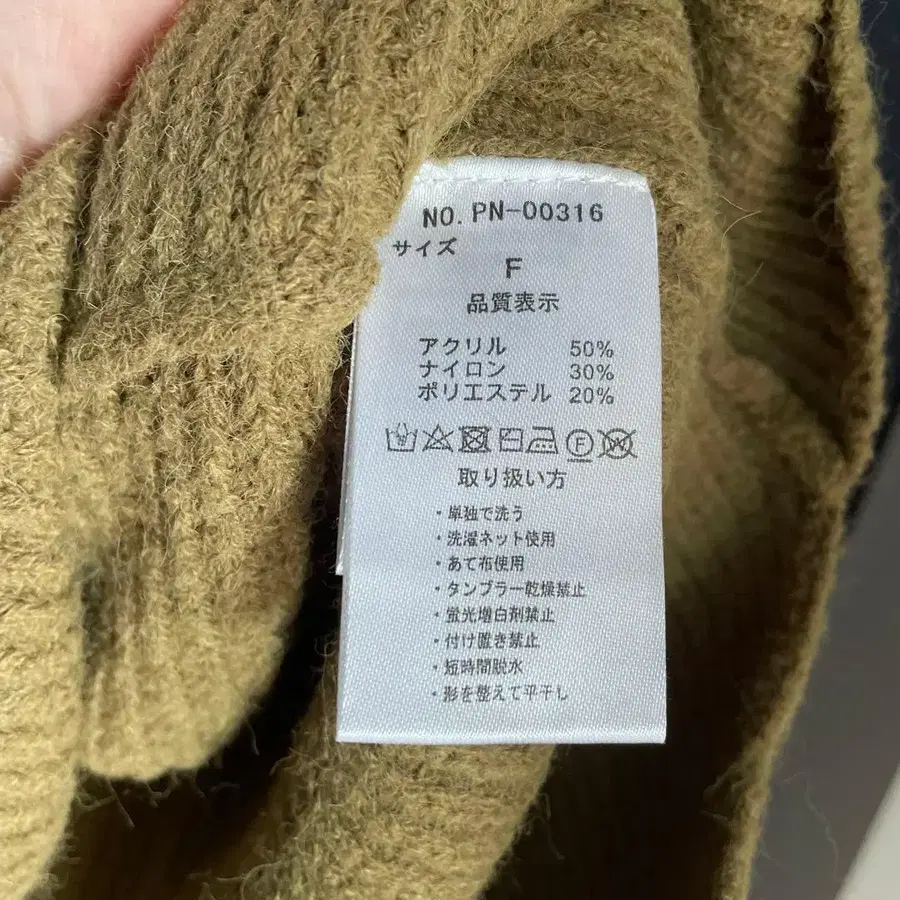 NO. PN-00316
サイズ
F
品質表示
アクリル 50%
ナイロン 30%
ポリエステル 20%
F W
取り扱い方
・単独で洗う
・洗濯ネット使用
・あて布使用
・タンブラー乾燥禁止
・蛍光増白剤禁止
・付け置き禁止
・短時間脱水
・形を整えて平干し